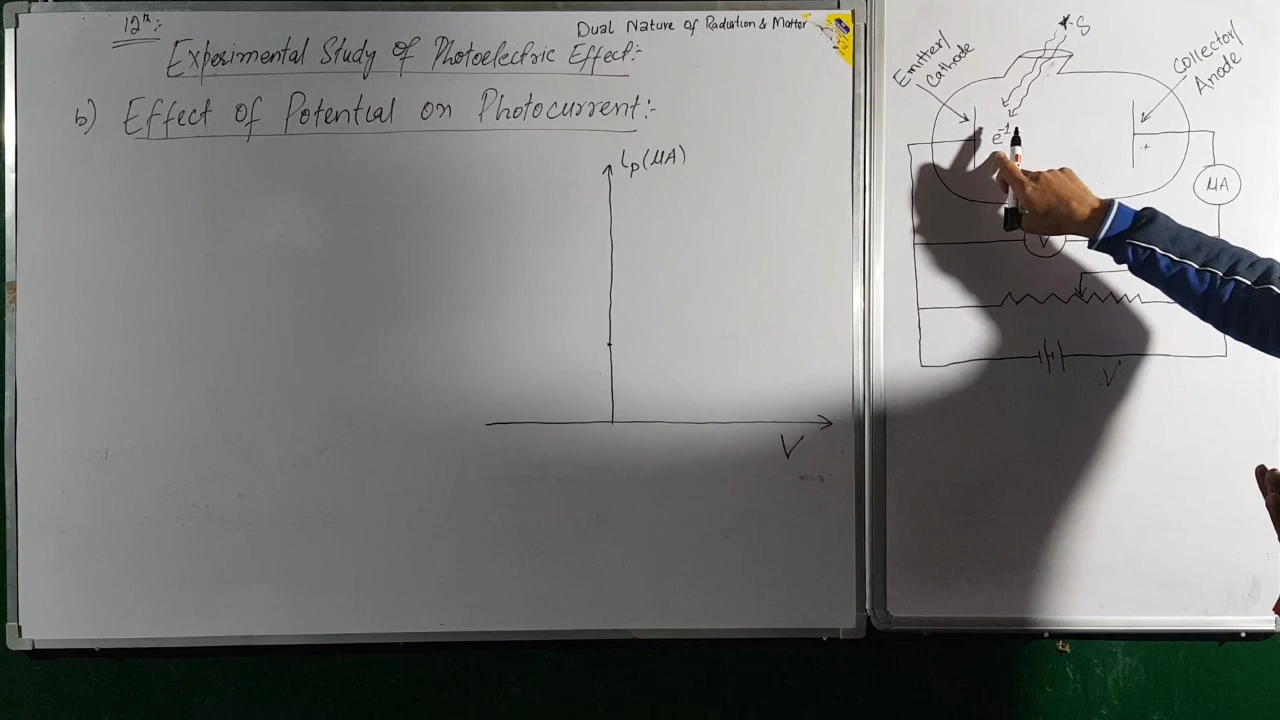 12th:
Dual Nature of Radiation & Matter
Experimental Study of Photoelectric Effect:-
b) Effect of Potential on Photocurrent:-
ip(μA)
V
S
Emitter/
Cathode
Collector/
Anode
e-1
+
μA
V
V